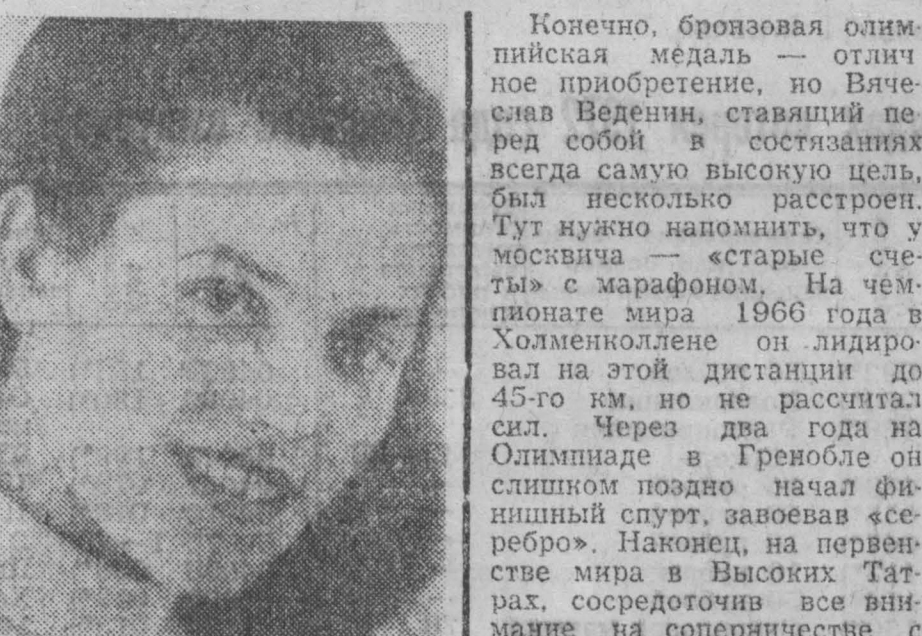 Конечно, бронзовая олим-
пийская медаль — отлич
ное приобретение, но Вяче-
слав Веденин, ставящий пе
ред собой в состязаниях
всегда самую высокую цель,
был несколько расстроен.
Тут нужно напомнить, что у
москвича — «старые сче-
ты» с марафоном. На чем-
пионате мира 1966 года в
Холменколлене он лидиро-
вал на этой дистанции до
45-го км, но не рассчитал
сил. Через два года на
Олимпиаде в Гренобле он
слишком поздно начал фи-
нишный спурт, завоевав «се-
ребро». Наконец, на первен-
стве мира в Высоких Тат-
рах, сосредоточив все вни-
мание на соперничестве с